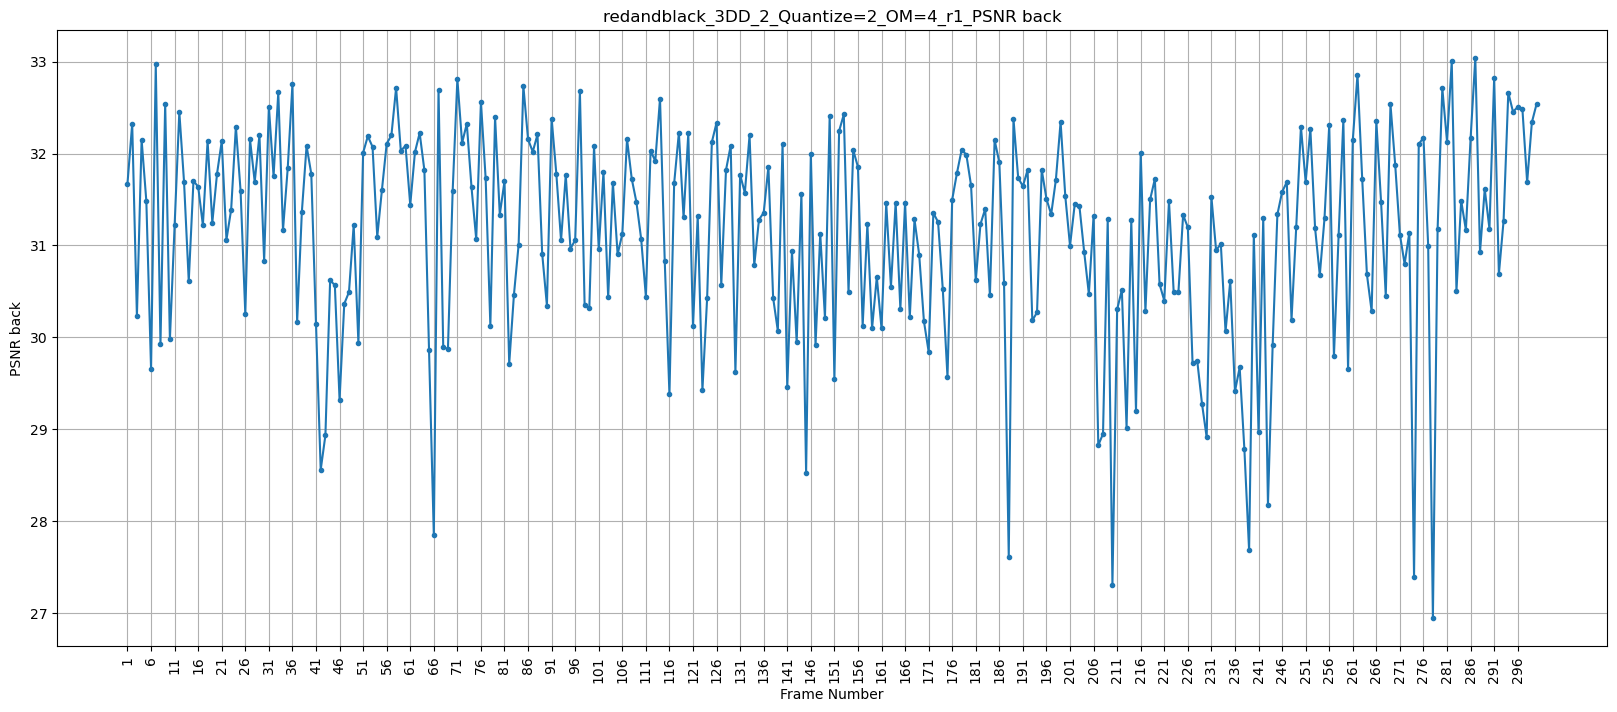 redandblack_3DD_2_Quantize=2_OM=4_r1_PSNR back
PSNR back
33
32
31
30
29
28
27
1 6 11 16 21 26 31 36 41 46 51 56 61 66 71 76 81 86 91 96 101 106 111 116 121 126 131 136 141 146 151 156 161 166 171 176 181 186 191 196 201 206 211 216 221 226 231 236 241 246 251 256 261 266 271 276 281 286 291 296
Frame Number